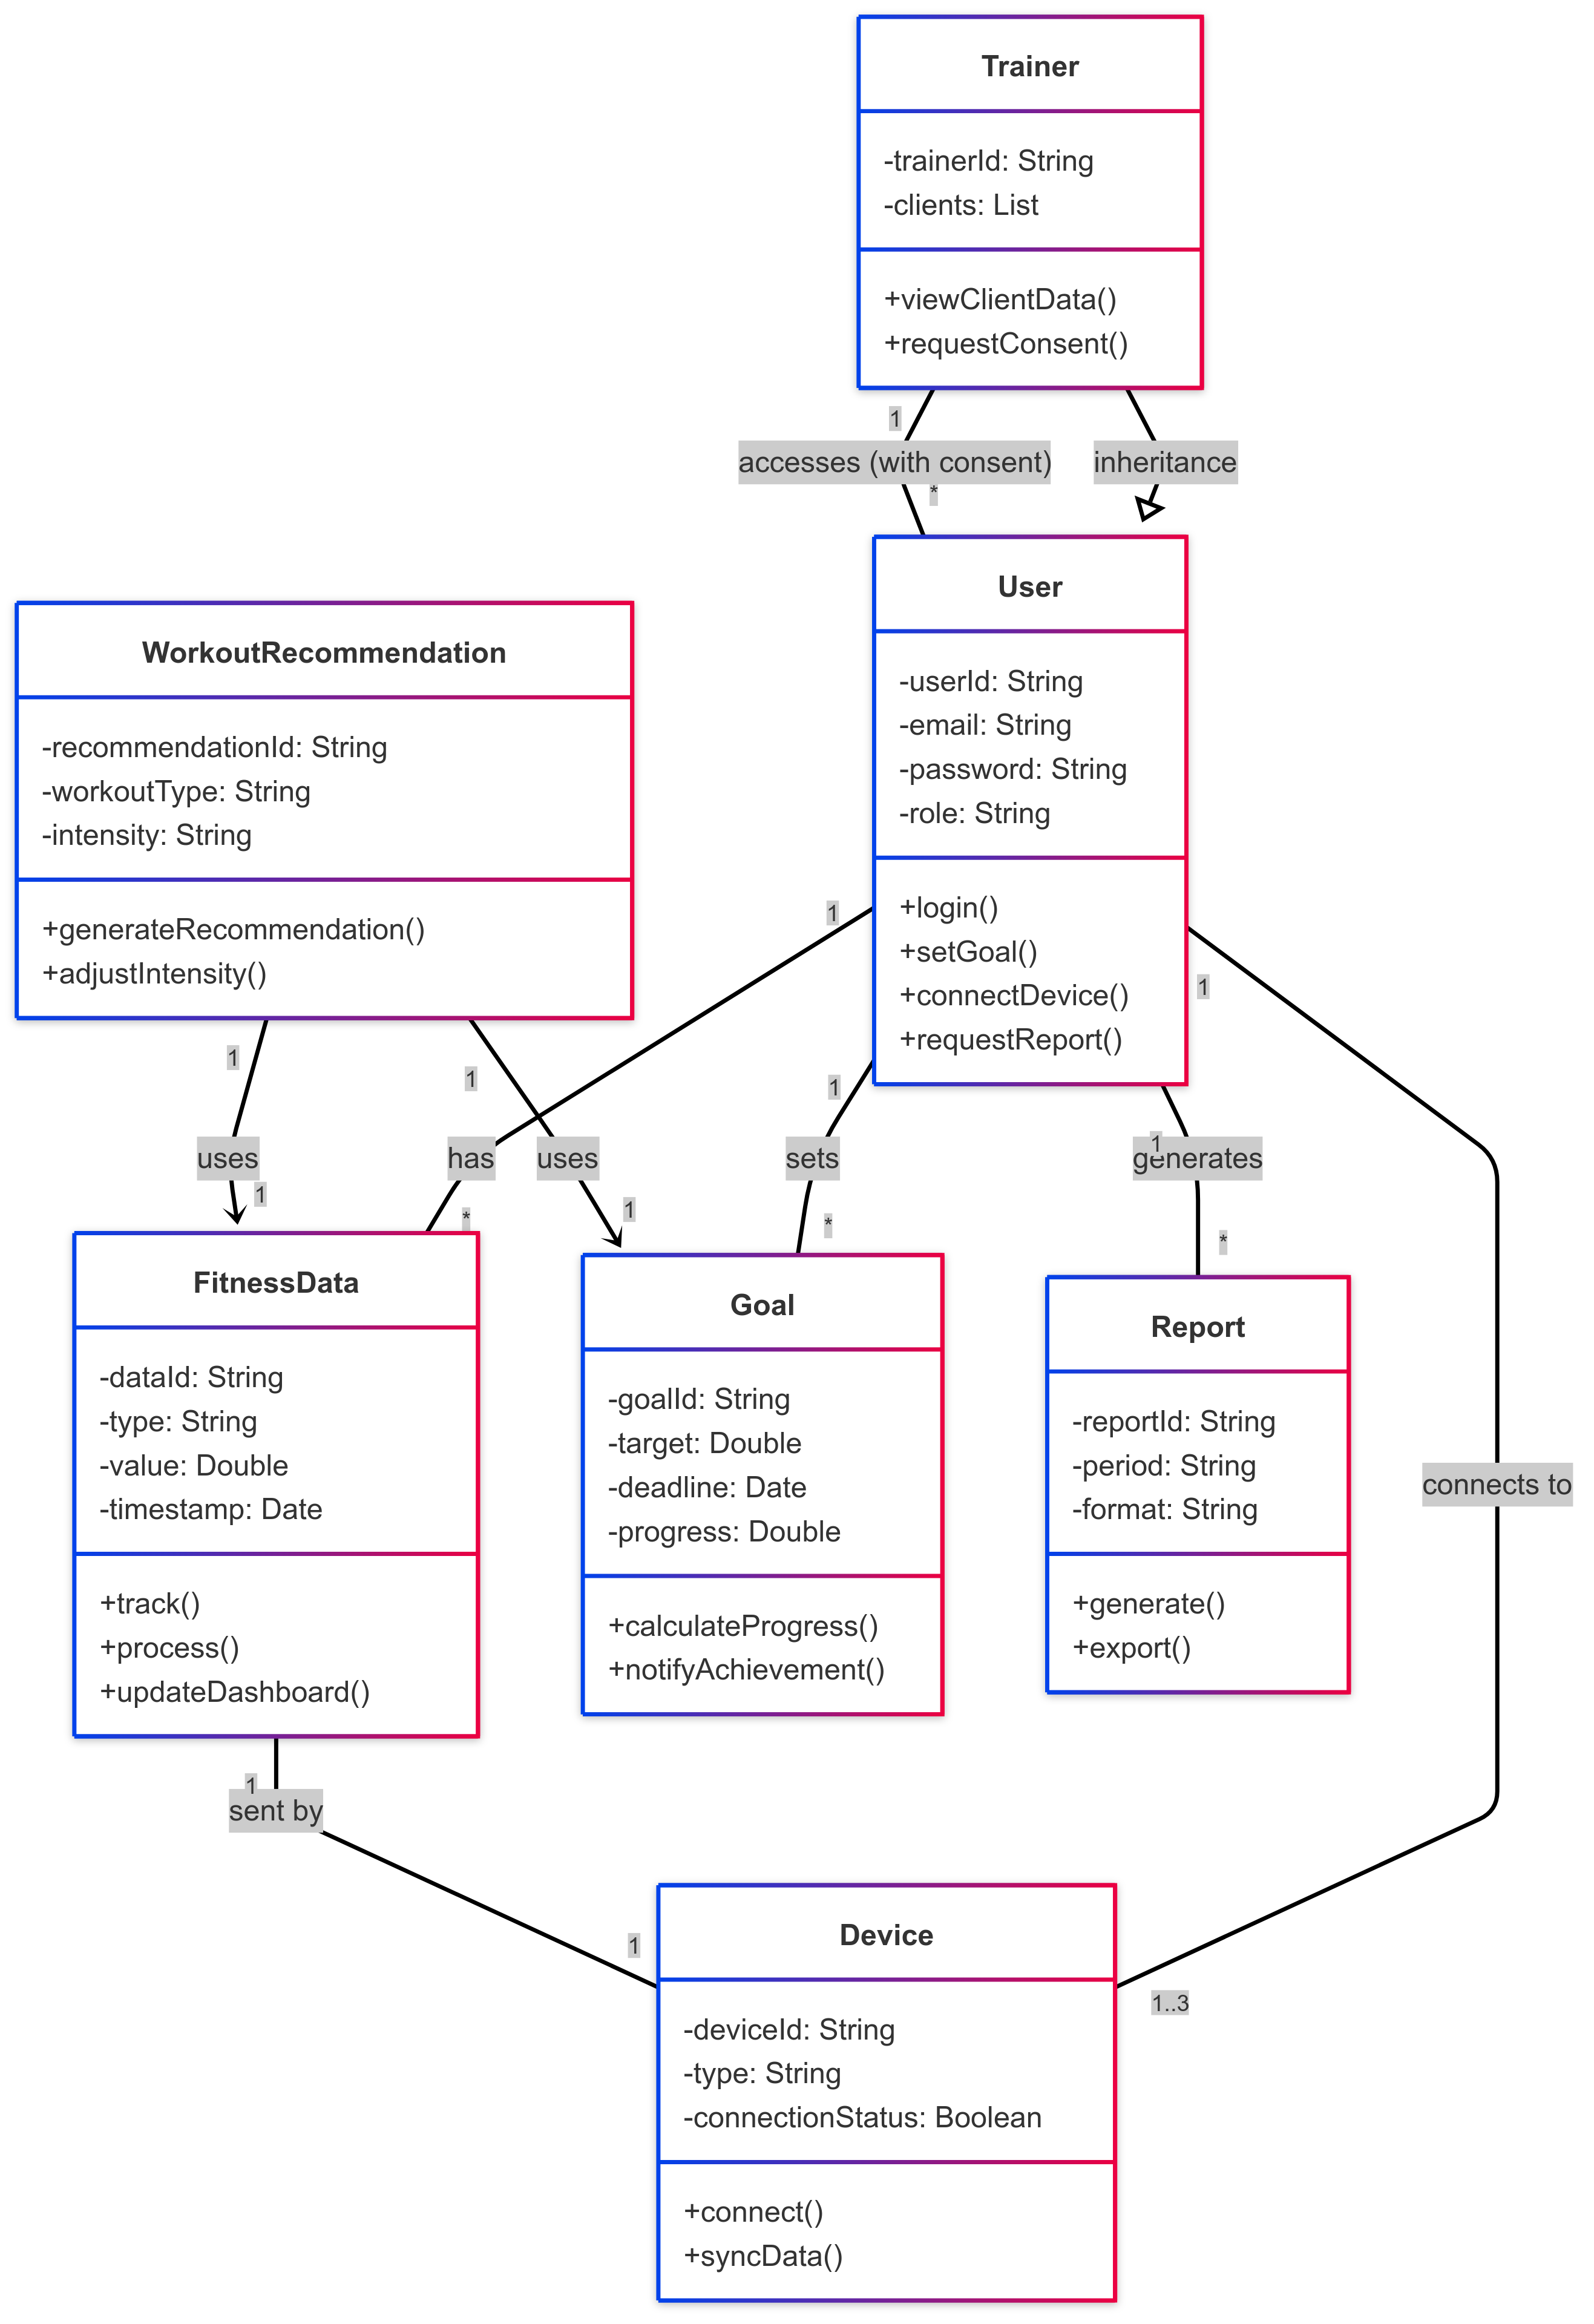 Trainer
-trainerId: String
-clients: List
+viewClientData()
+requestConsent()
1
accesses (with consent)
*
inheritance
User
-userId: String
-email: String
-password: String
-role: String
+login()
+setGoal()
+connectDevice()
+requestReport()
WorkoutRecommendation
-recommendationId: String
-workoutType: String
-intensity: String
+generateRecommendation()
+adjustIntensity()
1
uses
1
1
uses
1
1
has
*
1
sets
*
1
generates
*
1
connects to
1..3
FitnessData
-dataId: String
-type: String
-value: Double
-timestamp: Date
+track()
+process()
+updateDashboard()
Goal
-goalId: String
-target: Double
-deadline: Date
-progress: Double
+calculateProgress()
+notifyAchievement()
Report
-reportId: String
-period: String
-format: String
+generate()
+export()
1
sent by
1
Device
-deviceId: String
-type: String
-connectionStatus: Boolean
+connect()
+syncData()